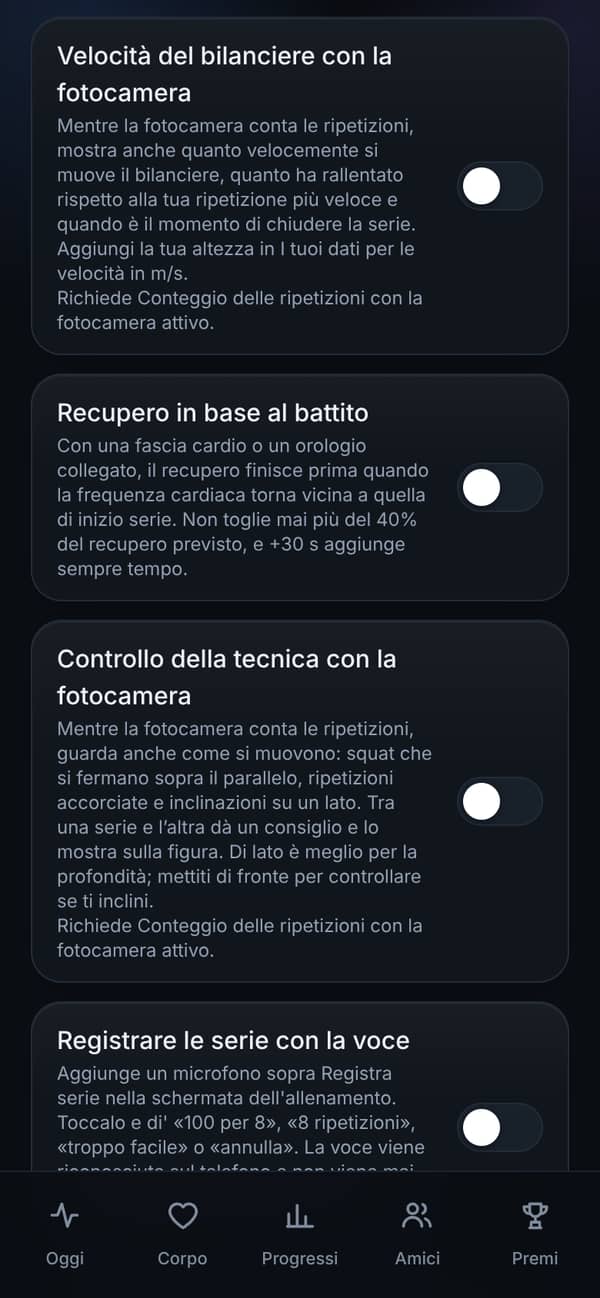 Velocità del bilanciere con la
fotocamera
Mentre la fotocamera conta le ripetizioni,
mostra anche quanto velocemente si
muove il bilanciere, quanto ha rallentato
rispetto alla tua ripetizione più veloce e
quando è il momento di chiudere la serie.
Aggiungi la tua altezza in I tuoi dati per le
velocità in m/s.
Richiede Conteggio delle ripetizioni con la
fotocamera attivo.
Recupero in base al battito
Con una fascia cardio o un orologio
collegato, il recupero finisce prima quando
la frequenza cardiaca torna vicina a quella
di inizio serie. Non toglie mai più del 40%
del recupero previsto, e +30 s aggiunge
sempre tempo.
Controllo della tecnica con la
fotocamera
Mentre la fotocamera conta le ripetizioni,
guarda anche come si muovono: squat che
si fermano sopra il parallelo, ripetizioni
accorciate e inclinazioni su un lato. Tra
una serie e l’altra dà un consiglio e lo
mostra sulla figura. Di lato è meglio per la
profondità; mettiti di fronte per controllare
se ti inclini.
Richiede Conteggio delle ripetizioni con la
fotocamera attivo.
Registrare le serie con la voce
Aggiunge un microfono sopra Registra
serie nella schermata dell'allenamento.
Toccalo e di' «100 per 8», «8 ripetizioni»,
«troppo facile» o «annulla». La voce viene
Oggi
Corpo
Progressi
Amici
Premi